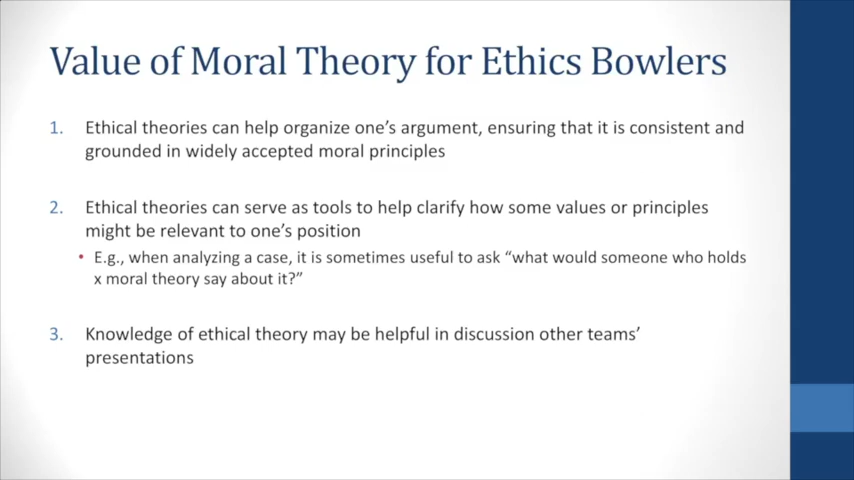 Value of Moral Theory for Ethics Bowlers
1. Ethical theories can help organize one's argument, ensuring that it is consistent and
grounded in widely accepted moral principles
2. Ethical theories can serve as tools to help clarify how some values or principles
might be relevant to one's position
• E.g., when analyzing a case, it is sometimes useful to ask “what would someone who holds
x moral theory say about it?”
3. Knowledge of ethical theory may be helpful in discussion other teams’
presentations